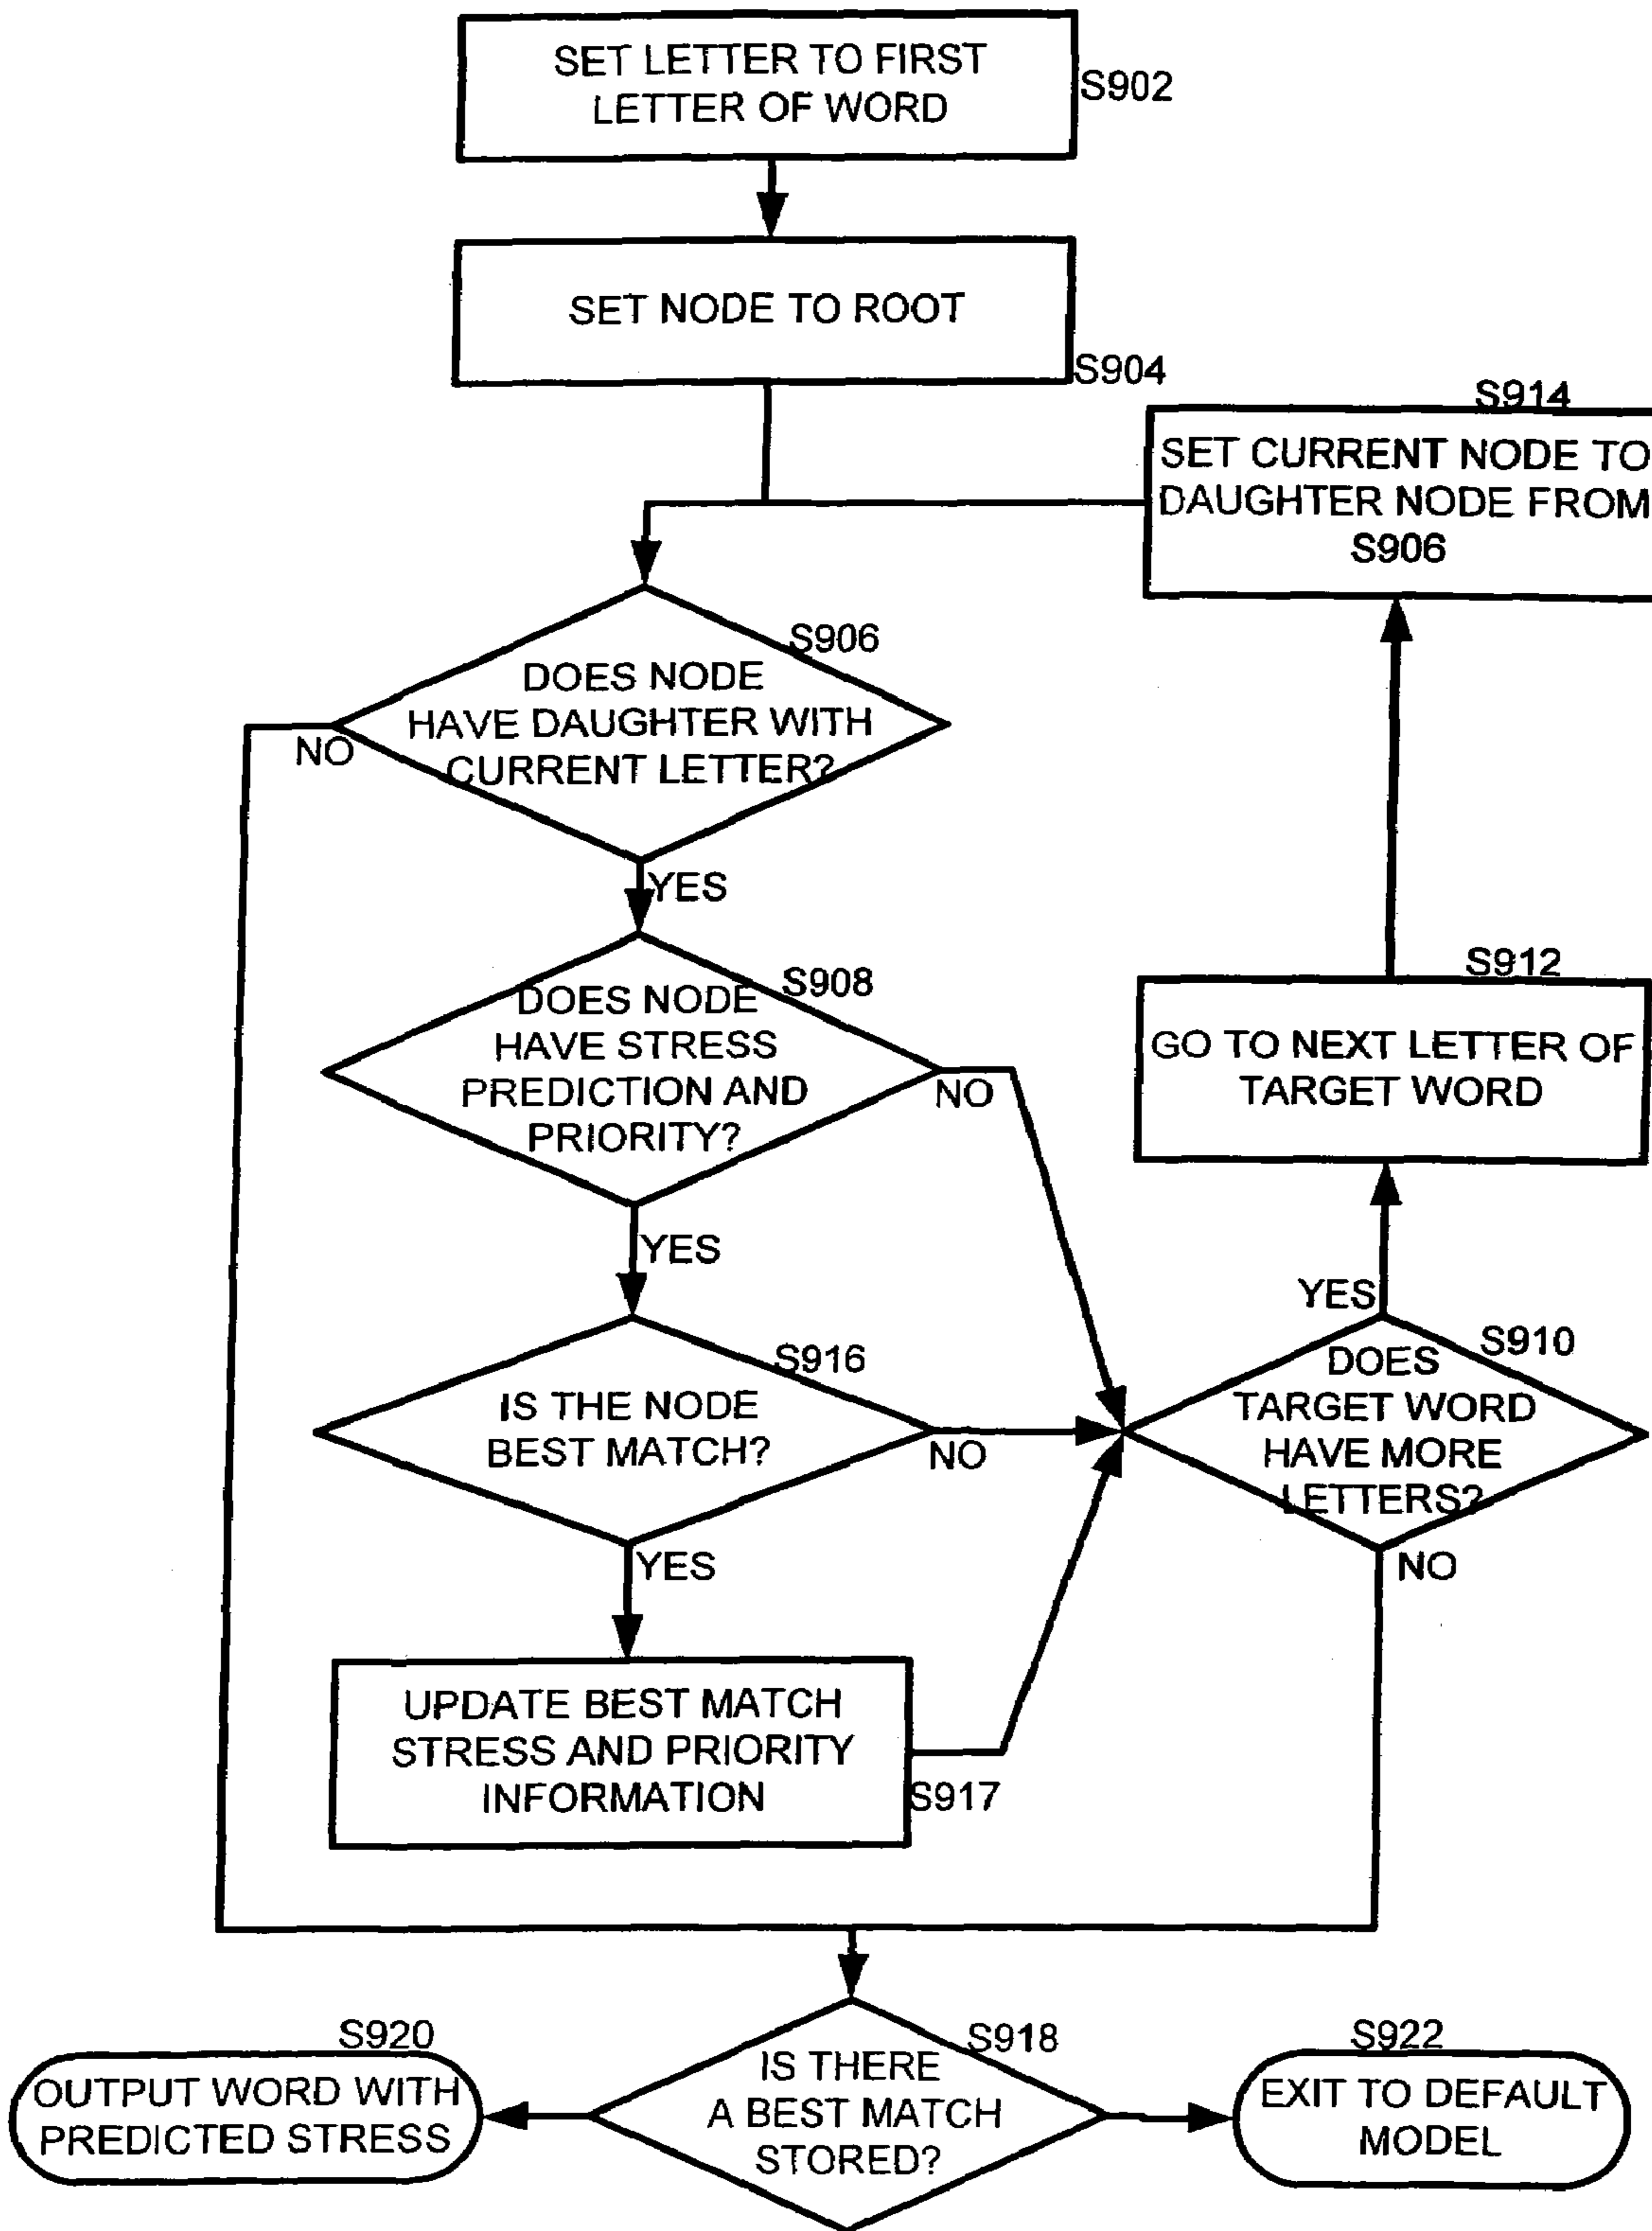 SET LETTER TO FIRST
LETTER OF WORD
S902
SET NODE TO ROOT
S904
S914
SET CURRENT NODE TO
DAUGHTER NODE FROM
S906
S906
DOES NODE
HAVE DAUGHTER WITH
CURRENT LETTER?
NO
YES
S908
DOES NODE
HAVE STRESS
PREDICTION AND
PRIORITY?
NO
YES
S912
GO TO NEXT LETTER OF
TARGET WORD
YES
S916
IS THE NODE
BEST MATCH?
NO
YES
S910
DOES
TARGET WORD
HAVE MORE
LETTERS?
NO
UPDATE BEST MATCH
STRESS AND PRIORITY
INFORMATION
S917
S920
OUTPUT WORD WITH
PREDICTED STRESS
S918
IS THERE
A BEST MATCH
STORED?
S922
EXIT TO DEFAULT
MODEL